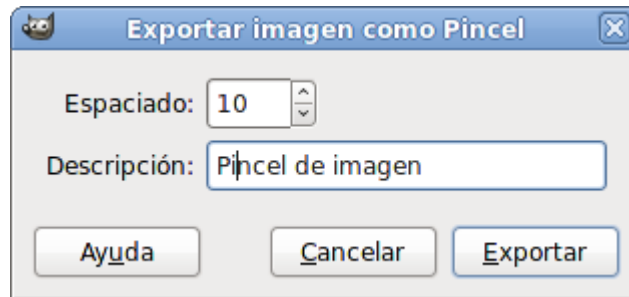 Exportar imagen como Pincel
Espaciado: 10
Descripción: Pincel de imagen
Ayuda Cancelar Exportar